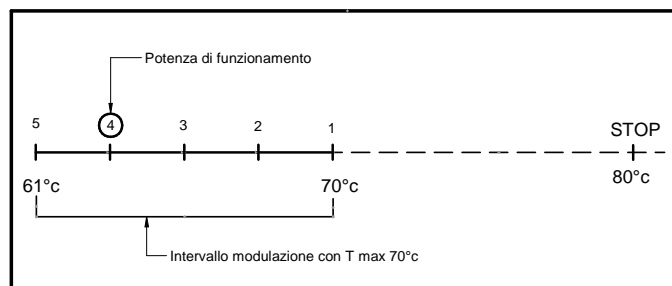 Potenza di funzionamento
5 4 3 2 1 STOP
61°c 70°c 80°c
Intervallo modulazione con T max 70°c